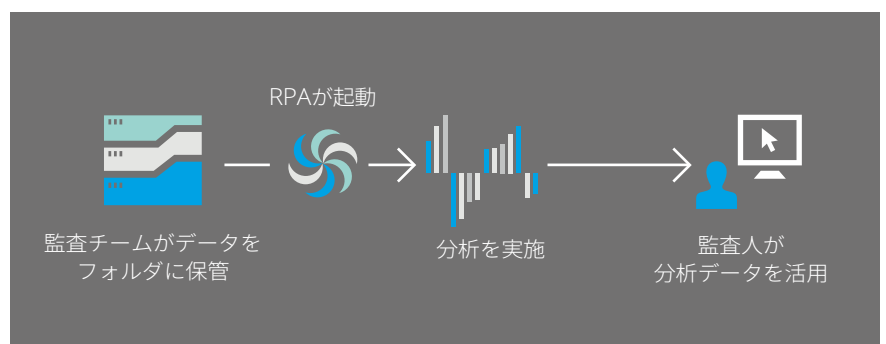 RPAが起動
監査チームがデータを
フォルダに保管
分析を実施
監査人が
分析データを活用